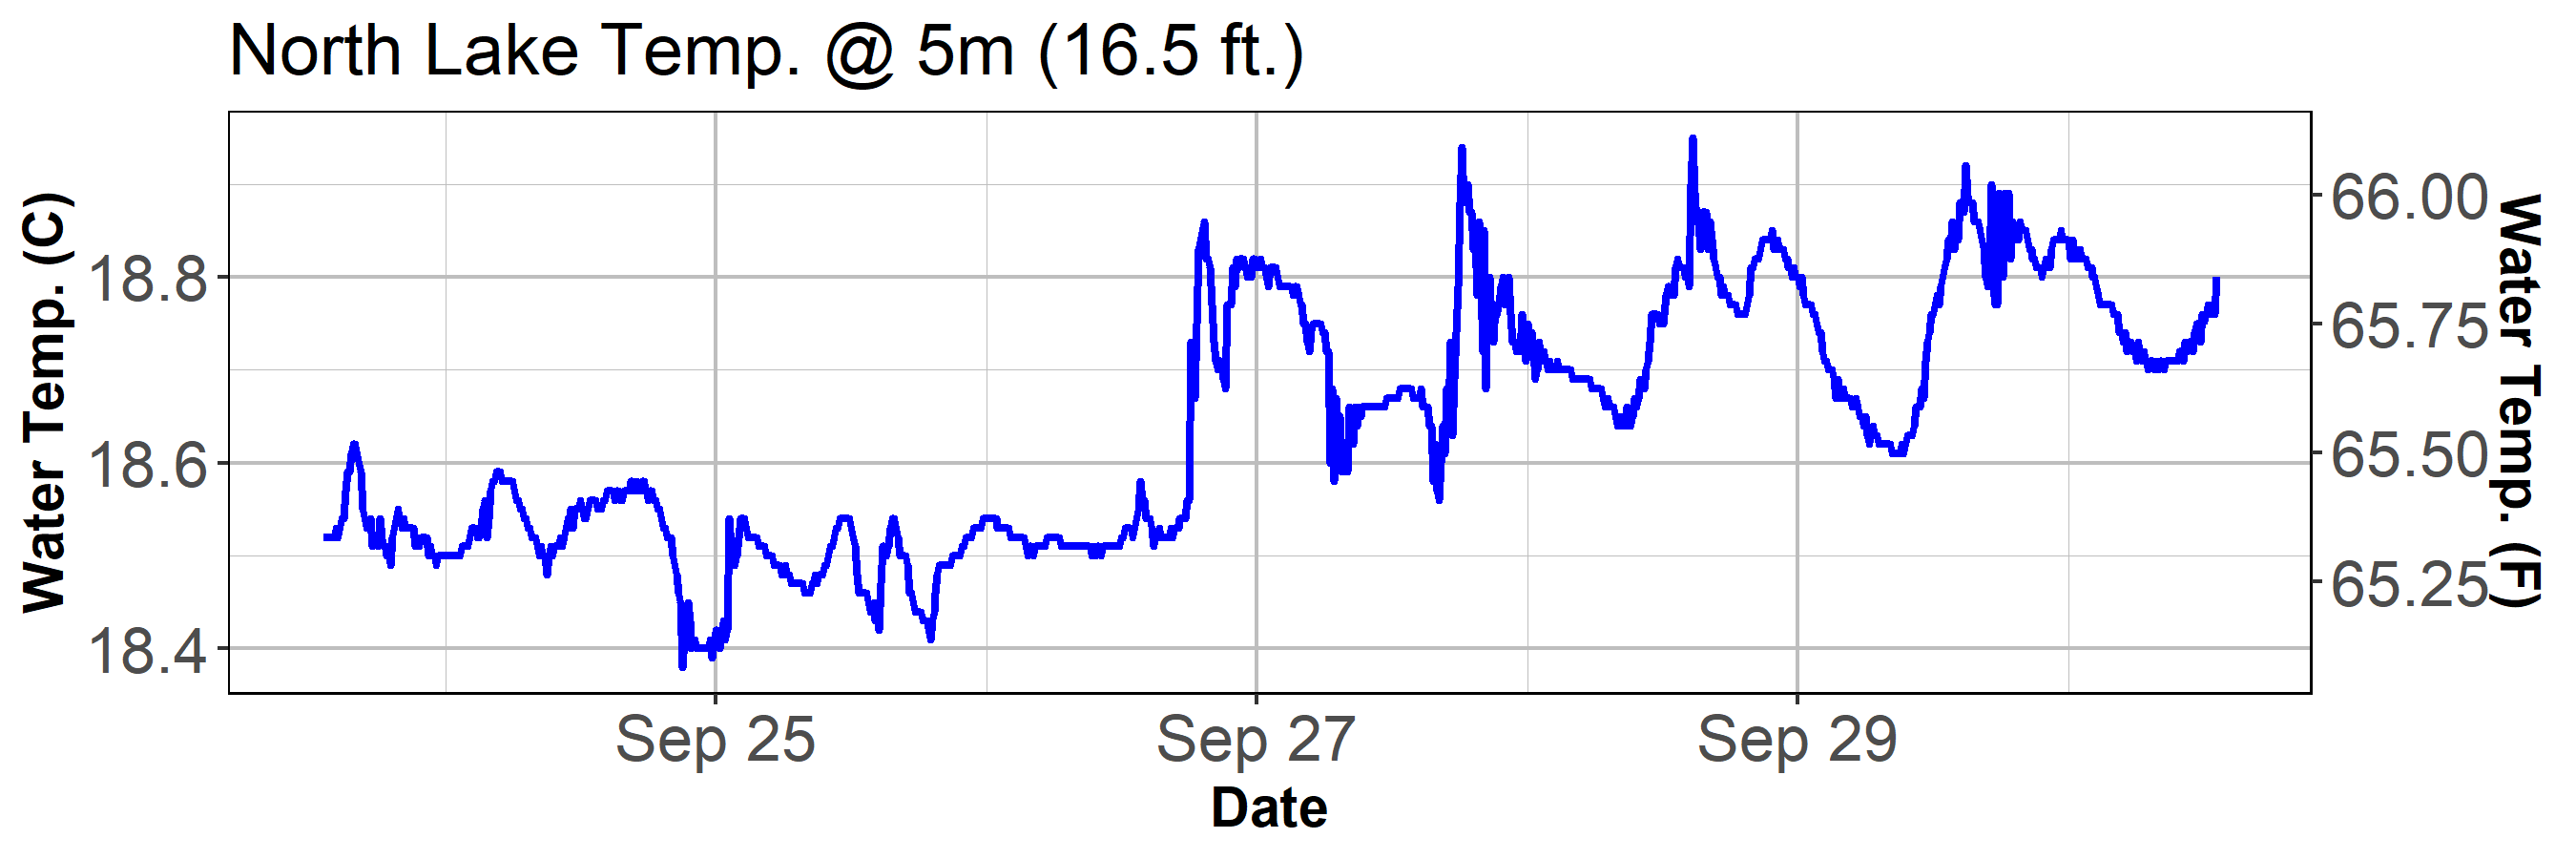 North Lake Temp. @ 5m (16.5 ft.)
Water Temp. (C)
18.8
18.6
18.4
66.00
65.75
65.50
65.25
Water Temp. (F)
Sep 25
Sep 27
Sep 29
Date